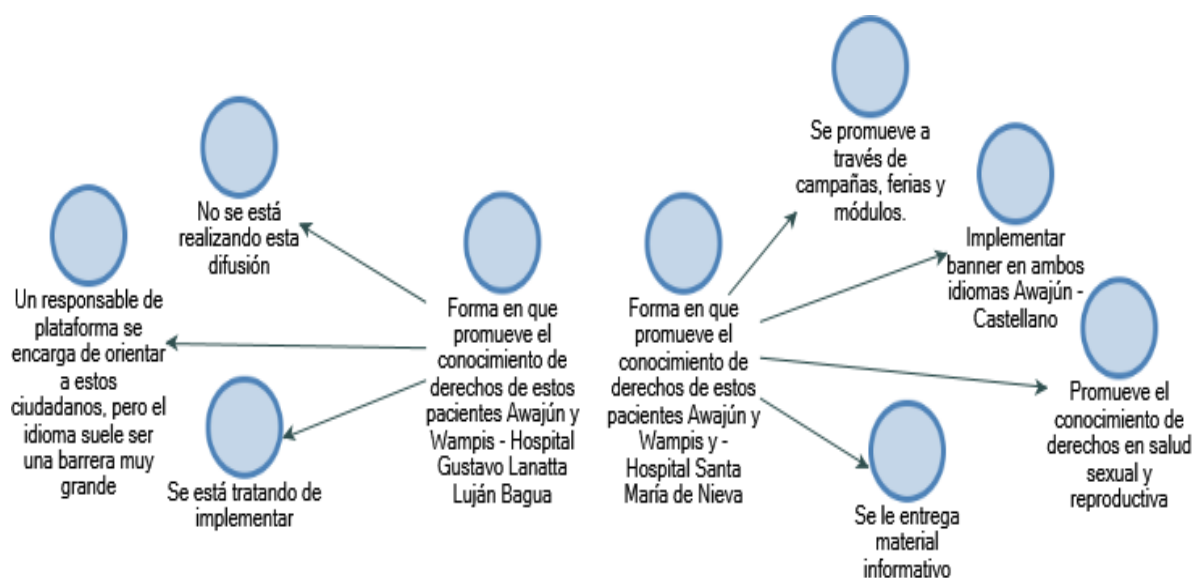 No se está
realizando esta
difusión
Un responsable de
plataforma se
encarga de orientar
a estos
ciudadanos, pero el
idioma suele ser
una barrera muy
grande
Se está tratando de
implementar
Forma en que
promueve el
conocimiento de
derechos de estos
pacientes Awajún y
Wampis - Hospital
Gustavo Lanatta
Luján Bagua
Forma en que
promueve el
conocimiento de
derechos de estos
pacientes Awajún y
Wampis y -
Hospital Santa
María de Nieva
Se promueve a
través de
campañas, ferias y
módulos.
Implementar
banner en ambos
idiomas Awajún -
Castellano
Promueve el
conocimiento de
derechos en salud
sexual y
reproductiva
Se le entrega
material
informativo